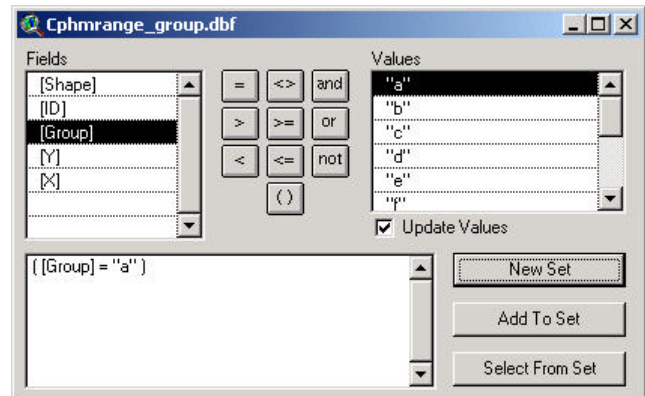 Cphmrange_group.dbf
Fields
[Shape]
[ID]
[Group]
[Y]
[X]
= <> and
> >= or
< <= not
( )
Values
"a"
"b"
"c"
"d"
"e"
"f"
Update Values
( [Group] = "a" )
New Set
Add To Set
Select From Set